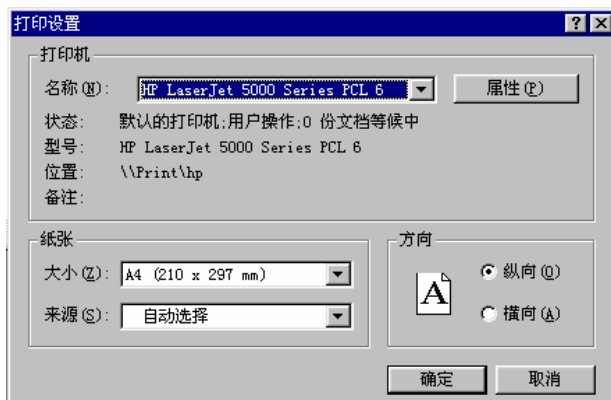 打印设置
打印机
名称(N): HP LaserJet 5000 Series PCL 6 属性(P)
状态: 默认的打印机;用户操作;0 份文档等候中
型号: HP LaserJet 5000 Series PCL 6
位置: \\Print\hp
备注:
纸张
大小(Z): A4 (210 x 297 mm)
来源(S): 自动选择
方向
A
纵向(O)
横向(A)
确定 取消